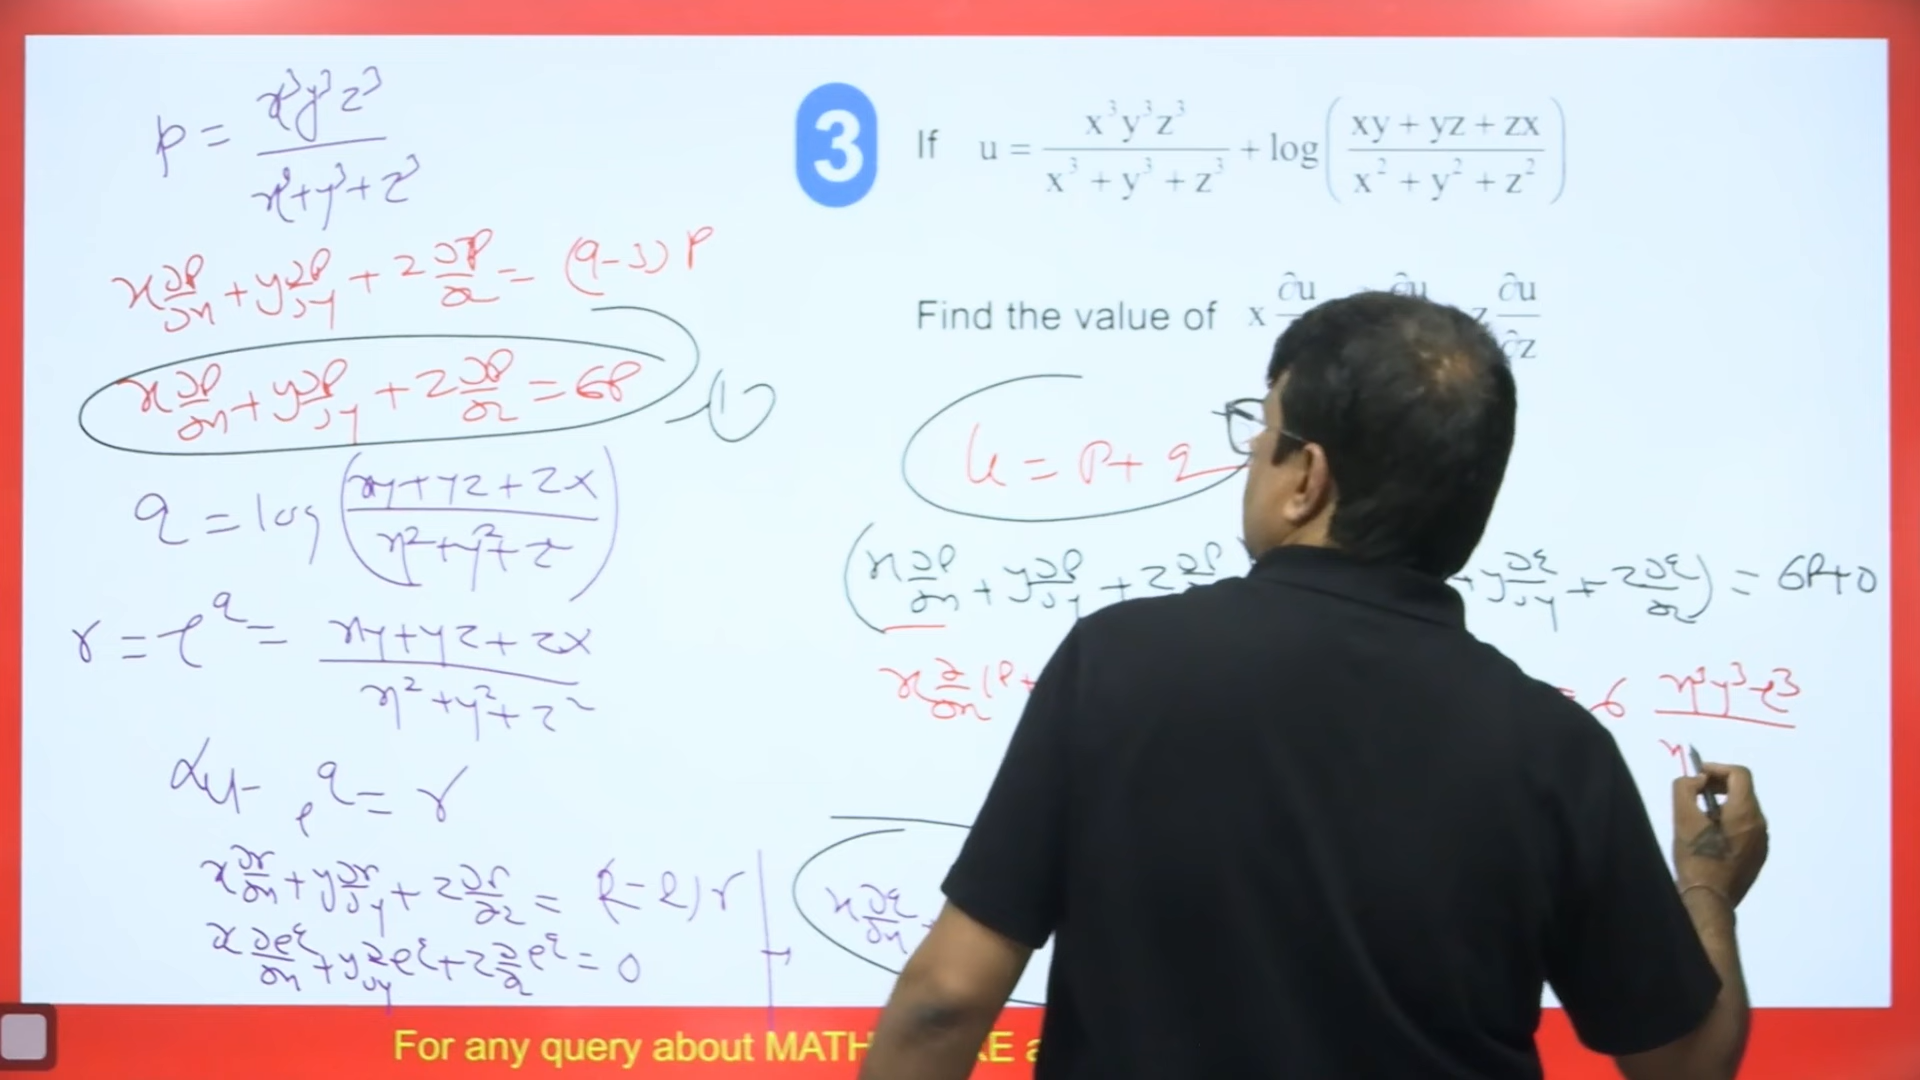 p = x³y³z³ / x³+y³+z³
x ∂p/∂x + y ∂p/∂y + z ∂p/∂z = (9-3) p
x ∂p/∂x + y ∂p/∂y + z ∂p/∂z = 6p
1
q = log ( xy+yz+zx / x²+y²+z² )
r = e^q = xy+yz+zx / x²+y²+z²
e^q = r
x ∂r/∂x + y ∂r/∂y + z ∂r/∂z = (2-2) r
x ∂e^q/∂x + y ∂/∂y e^q + z ∂/∂z e^q = 0
3
If u = x³y³z³ / x³ + y³ + z³ + log ( xy + yz + zx / x² + y² + z² )
Find the value of x ∂u ∂u z ∂u/∂z
u = p + q
( x ∂p/∂x + y ∂p/∂y + z ∂p + y ∂q/∂y + z ∂q/∂z ) = 6p+0
x ∂/∂x (p+ = 6 x³y³z³ / x
x ∂q/∂x
For any query about MATH